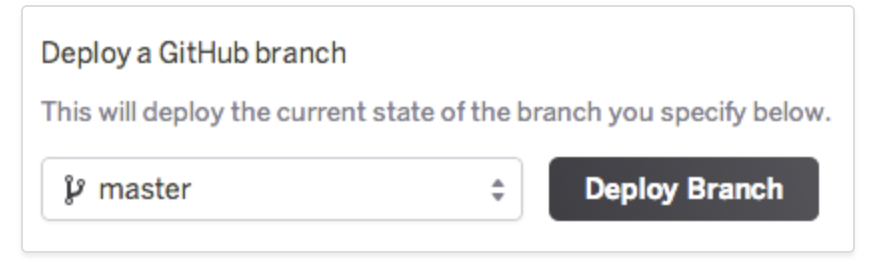 Deploy a GitHub branch
This will deploy the current state of the branch you specify below.
master
Deploy Branch